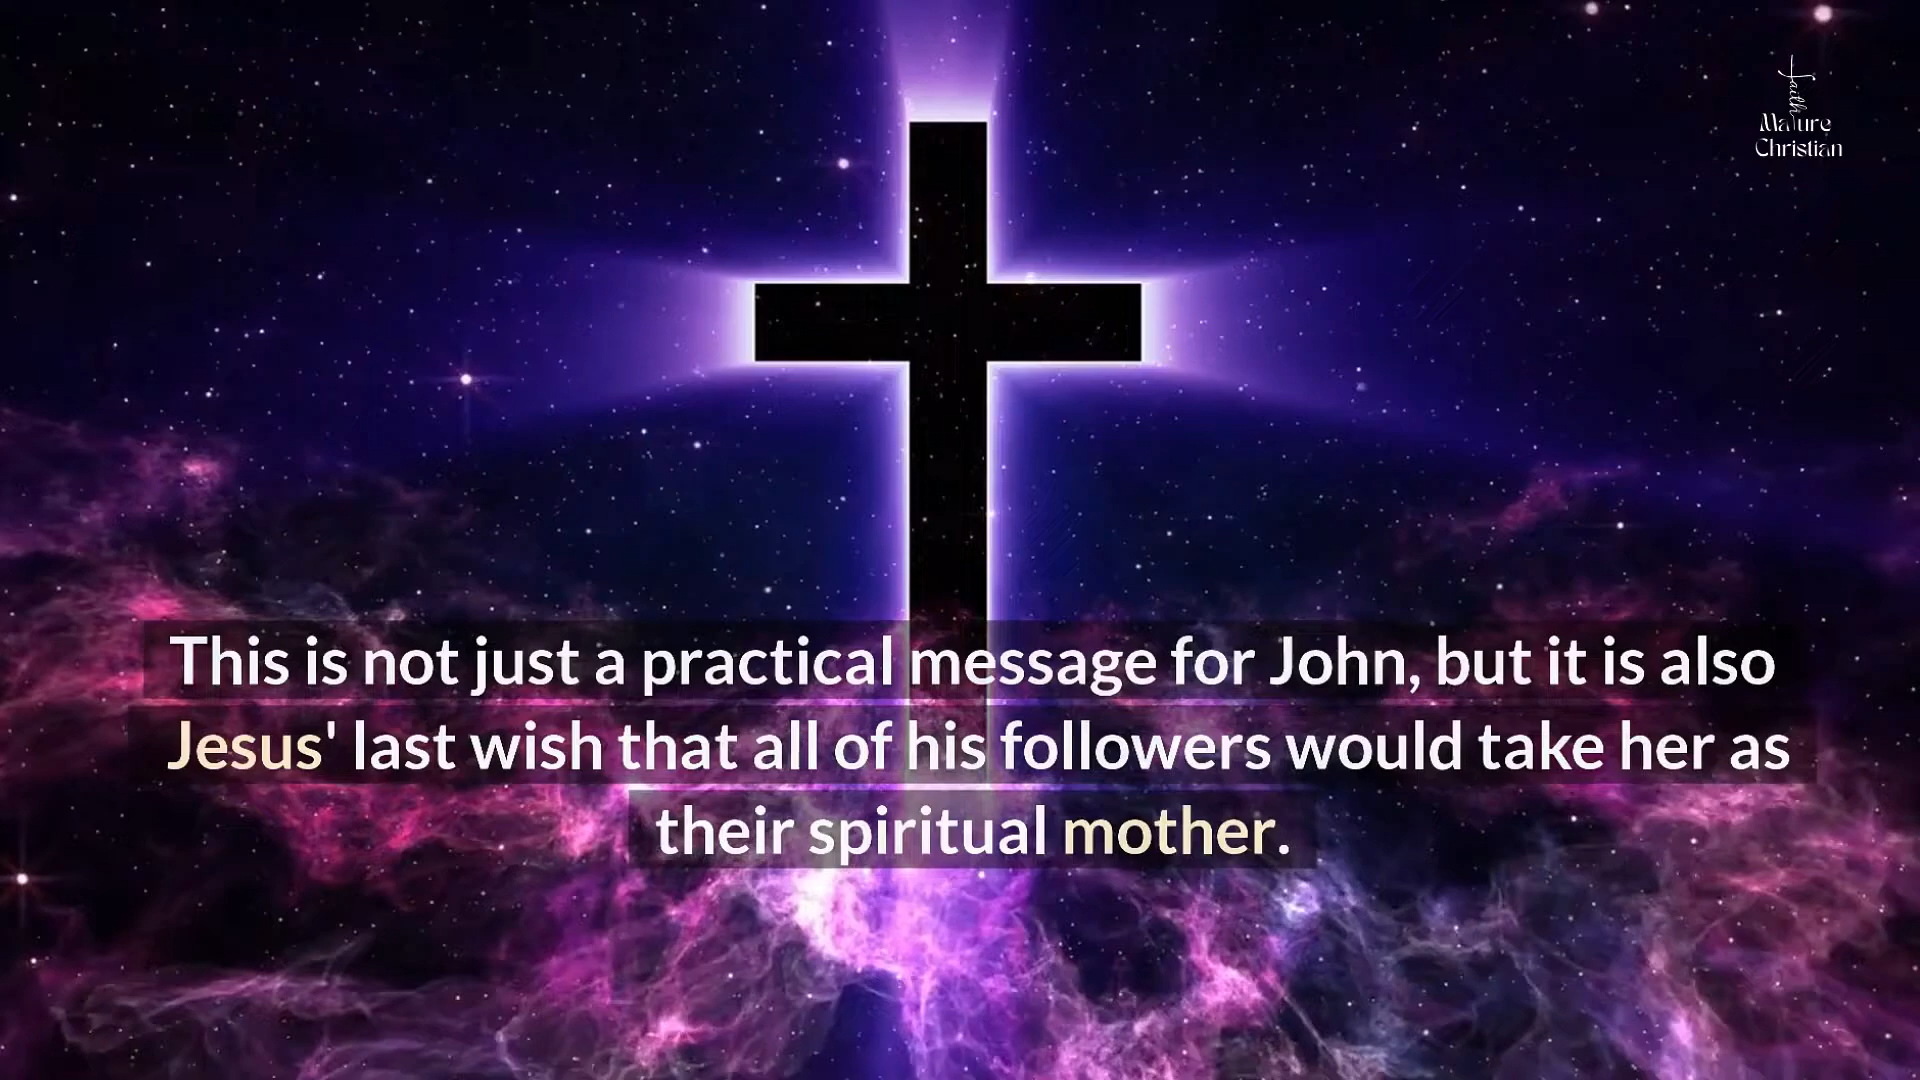 faith
Mature
Christian
This is not just a practical message for John, but it is also
Jesus' last wish that all of his followers would take her as
their spiritual mother.